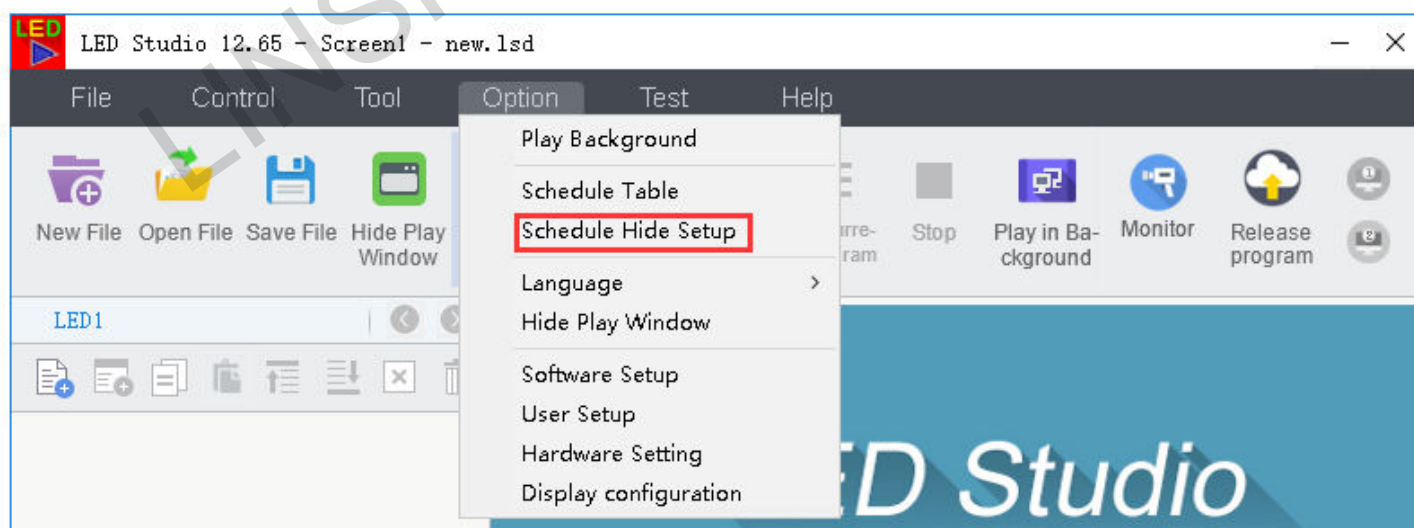 LED
LED Studio 12.65 - Screen1 - new.lsd
File Control Tool Option Test Help
Play Background
Schedule Table
Schedule Hide Setup
Language
Hide Play Window
Software Setup
User Setup
Hardware Setting
Display configuration
New File Open File Save File Hide Play Window
Stop Play in Ba-ckground Monitor Release program
1
2
LED1
ED Studio